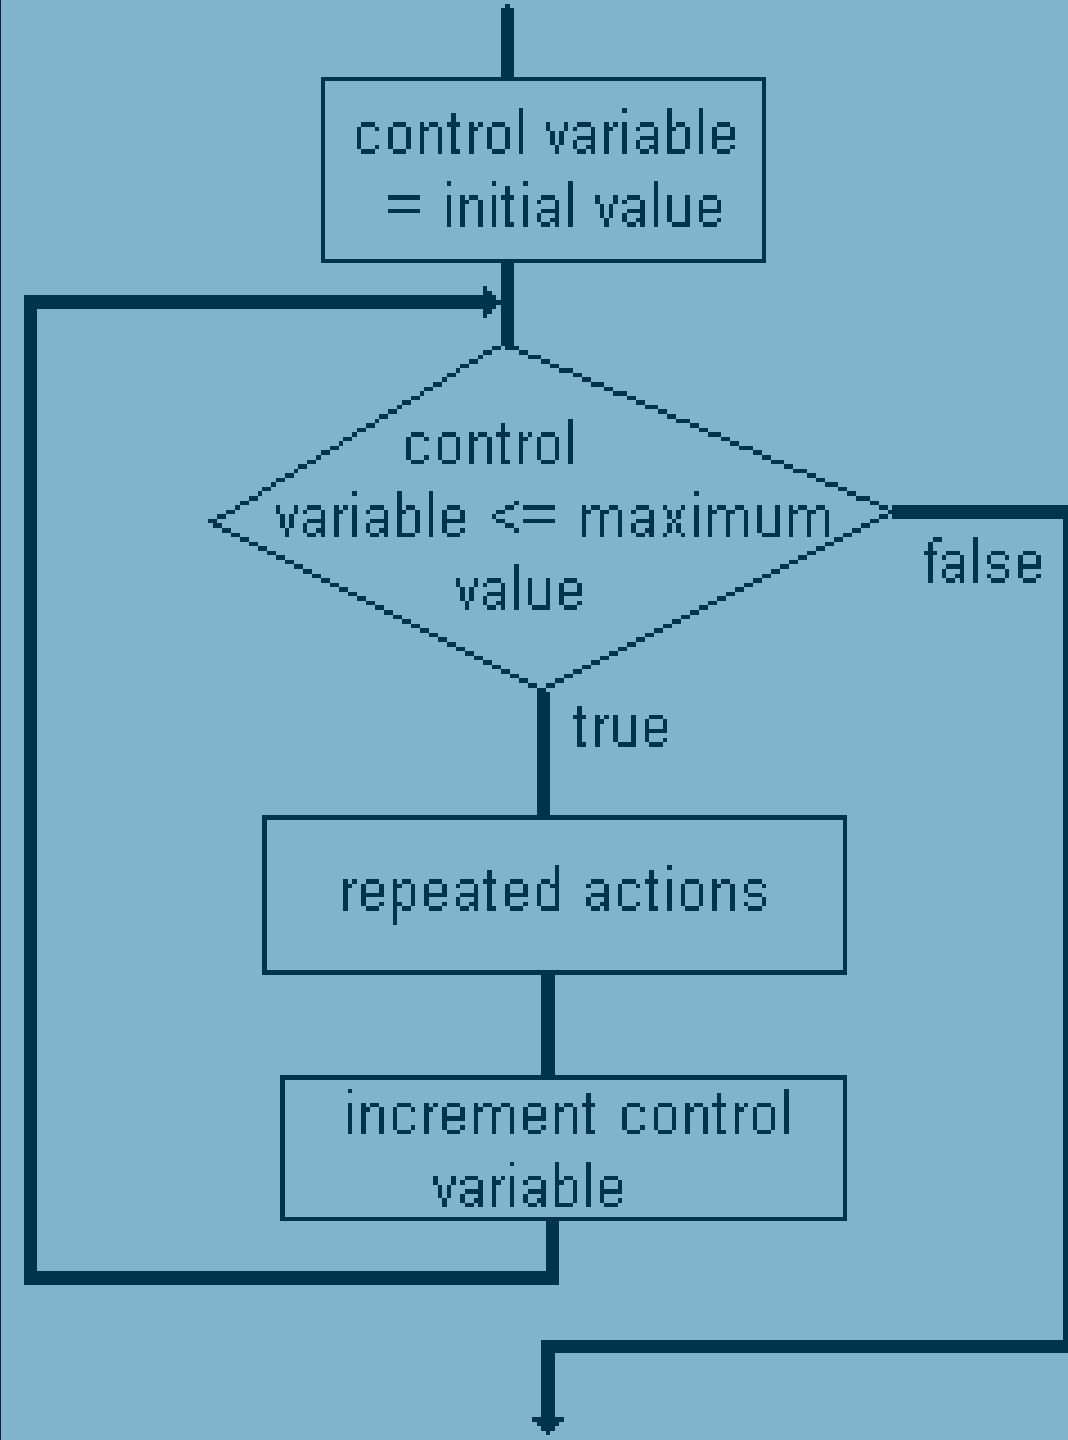 control variable
= initial value
control
variable <= maximum
value
false
true
repeated actions
increment control
variable